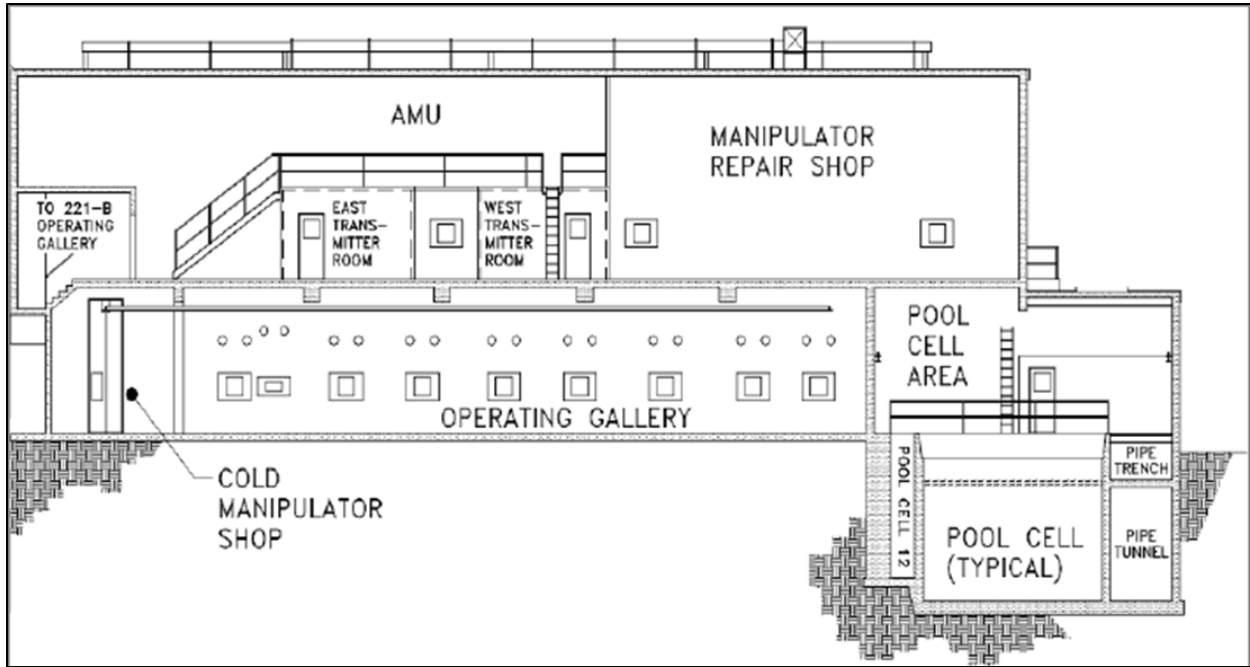 AMU
MANIPULATOR
REPAIR SHOP
TO 221-B
OPERATING
GALLERY
EAST
TRANS-
MITTER
ROOM
WEST
TRANS-
MITTER
ROOM
POOL
CELL
AREA
OPERATING GALLERY
COLD
MANIPULATOR
SHOP
POOL CELL 12
POOL CELL
(TYPICAL)
PIPE
TRENCH
PIPE
TUNNEL